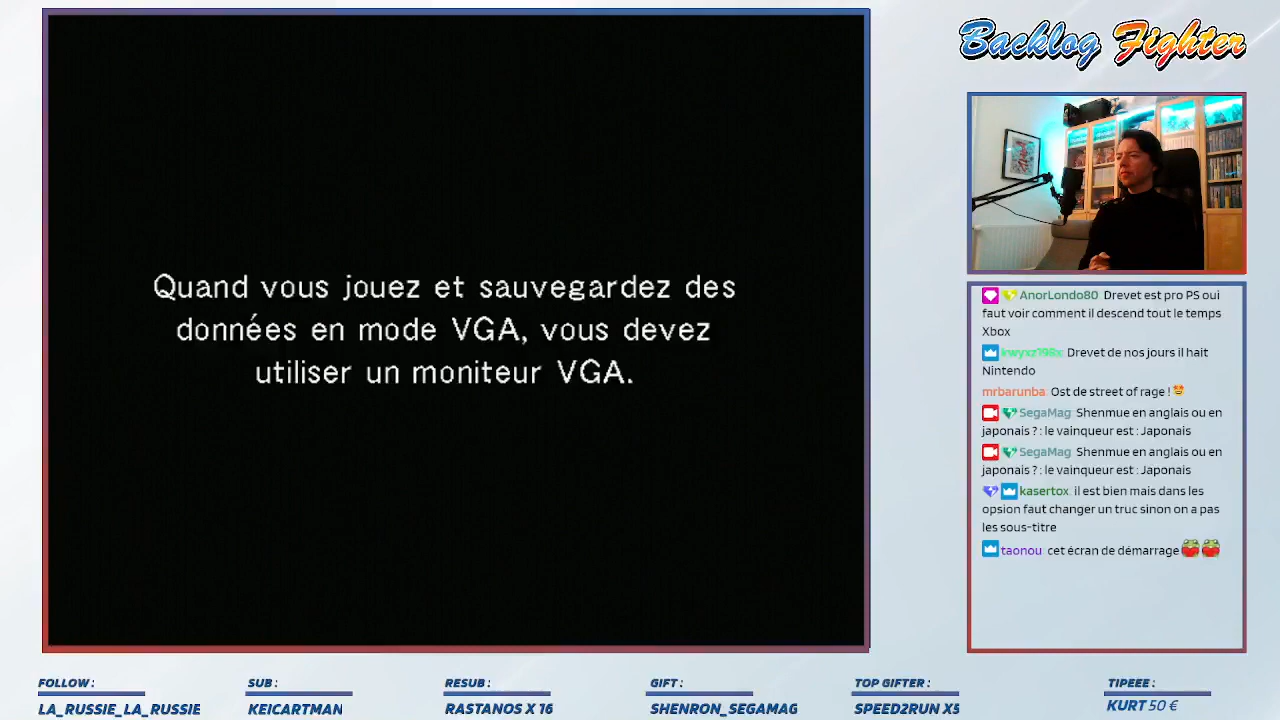 Backlog Fighter
Quand vous jouez et sauvegardez des
données en mode VGA, vous devez
utiliser un moniteur VGA.
AnorLondo80 Drevet est pro PS oui
faut voir comment il descend tout le temps
Xbox
kwyxz198x Drevet de nos jours il hait
Nintendo
mrbarunba Ost de street of rage !
SegaMag Shenmue en anglais ou en
japonais ? : le vainqueur est : Japonais
SegaMag Shenmue en anglais ou en
japonais ? : le vainqueur est : Japonais
kasertox il est bien mais dans les
opsion faut changer un truc sinon on a pas
les sous-titre
taonou cet écran de démarrage
FOLLOW :
LA_RUSSIE_LA_RUSSIE
SUB :
KEICARTMAN
RESUB :
RASTANOS X 16
GIFT :
SHENRON_SEGAMAG
TOP GIFTER :
SPEED2RUN X5
TIPEEE :
KURT 50 €